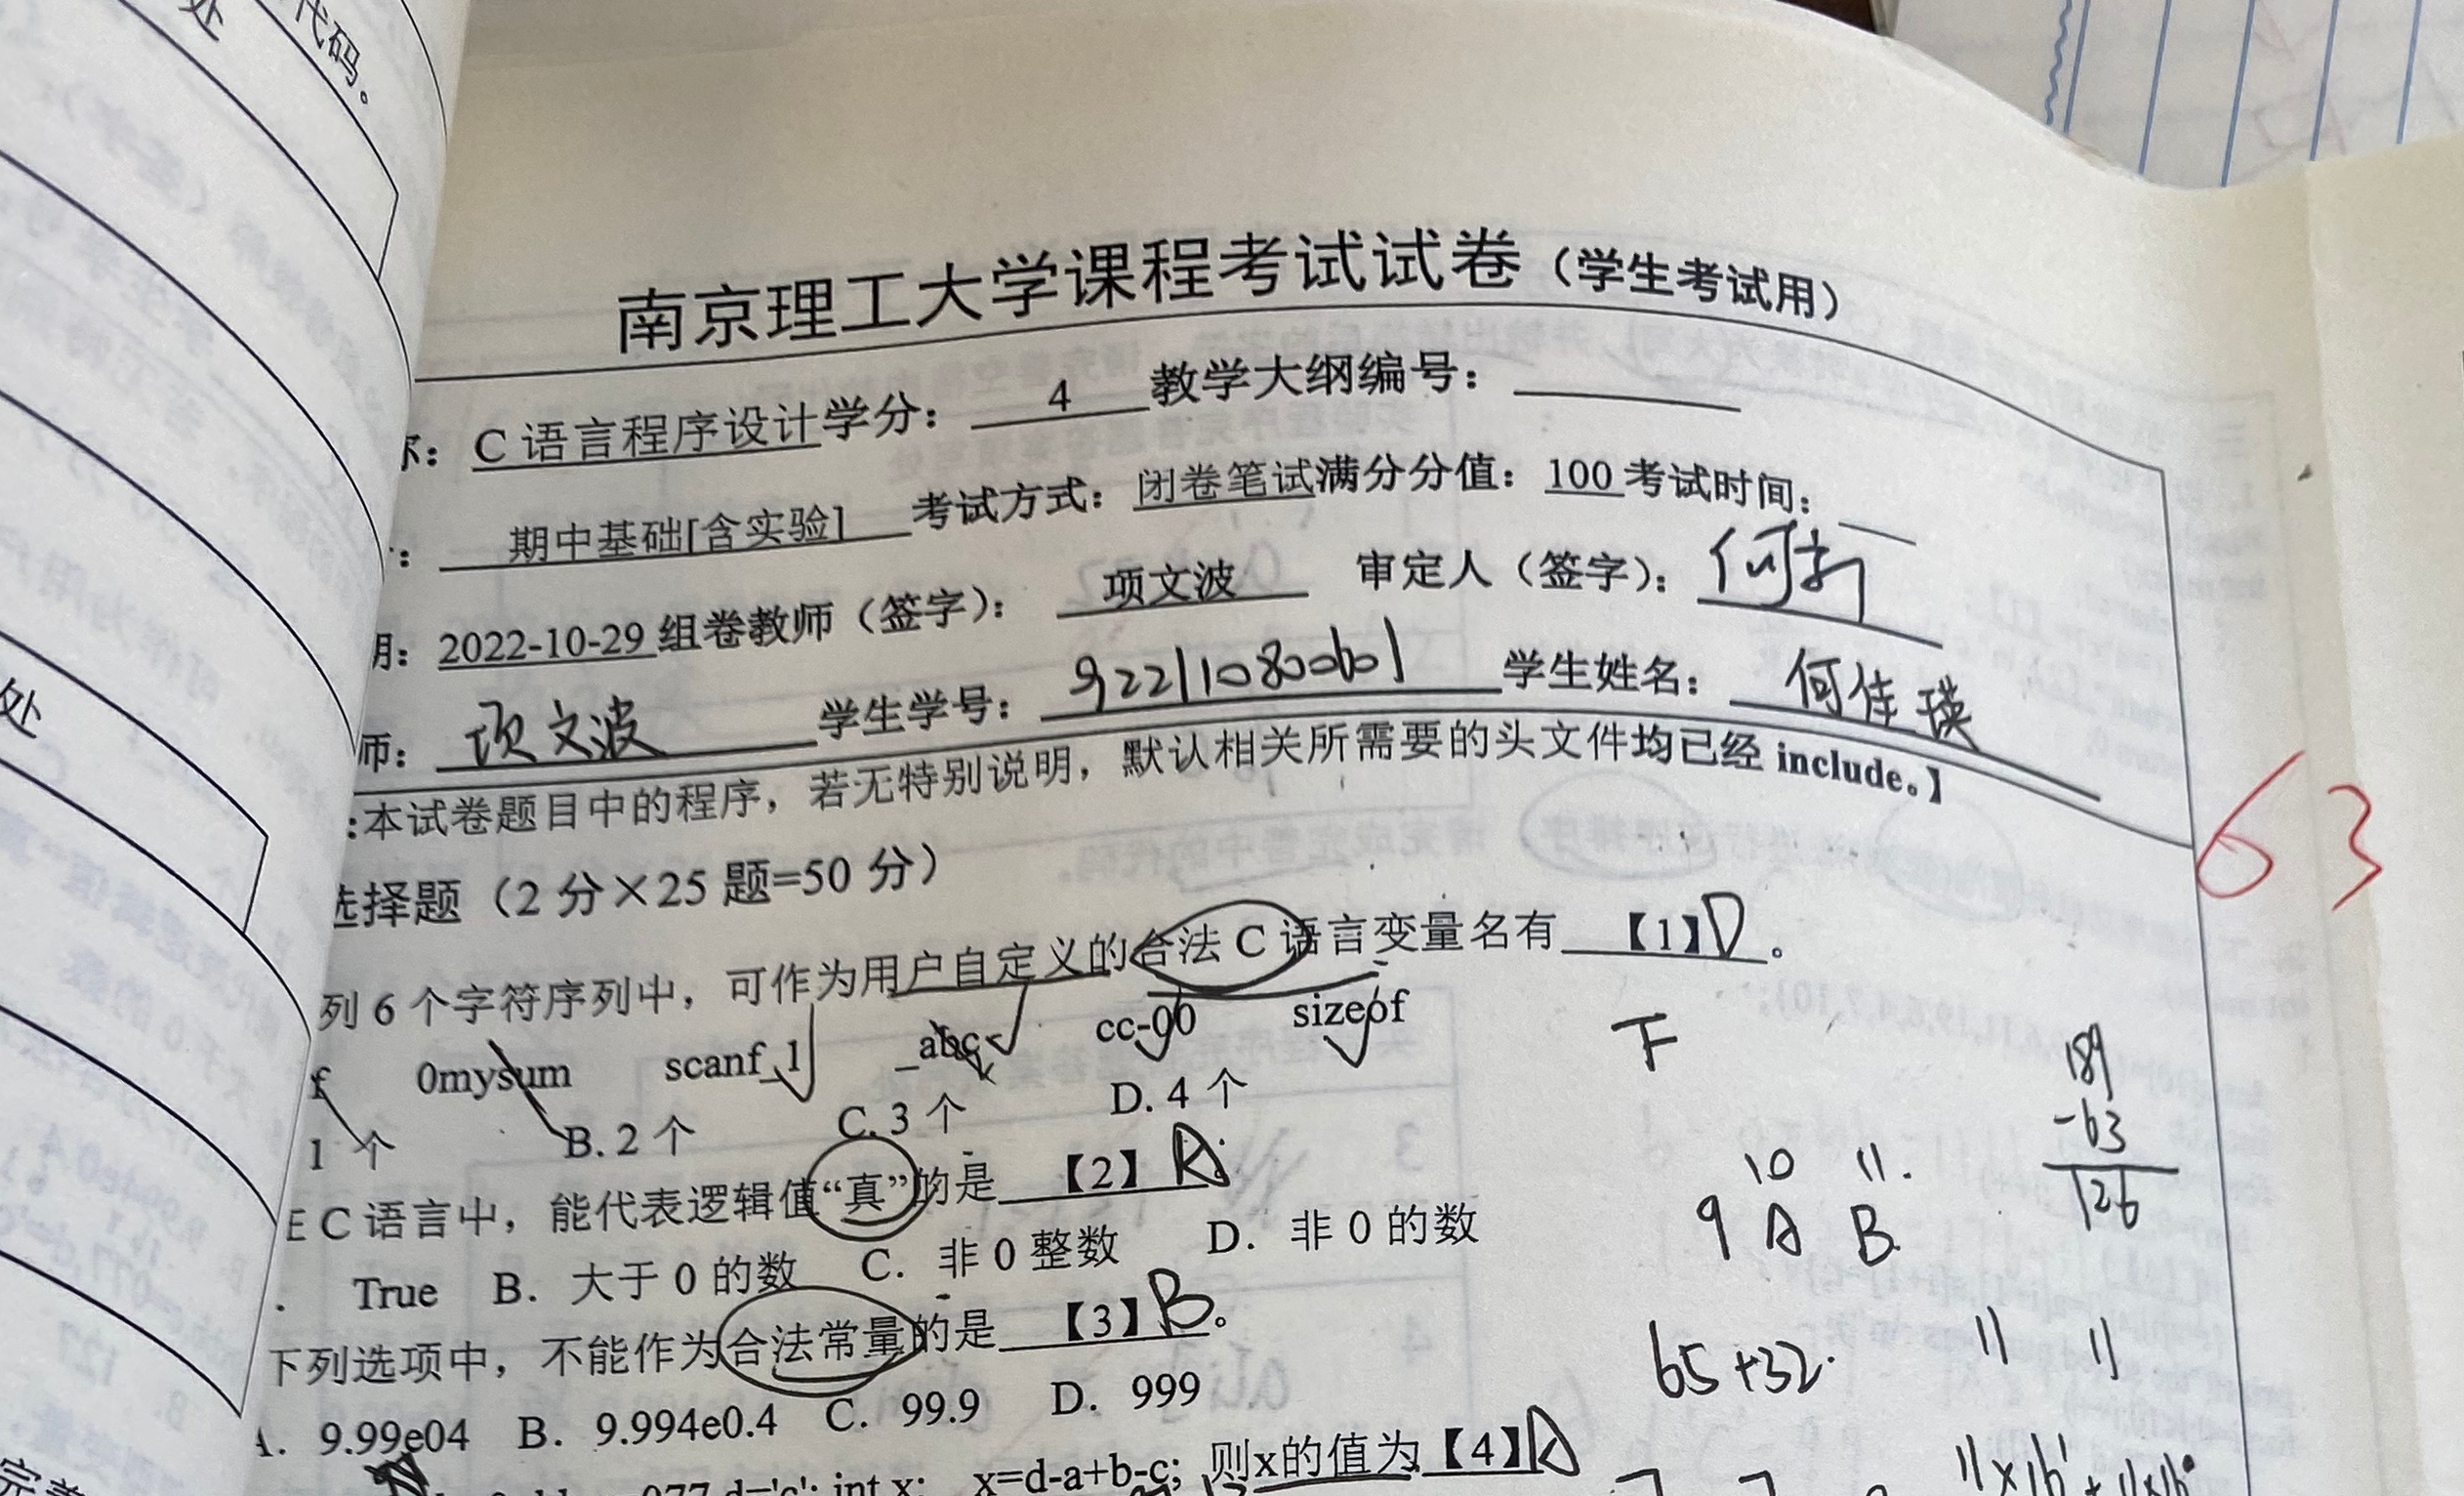 处
代码。
南京理工大学课程考试试卷（学生考试用）
称： C 语言程序设计学分： 4 教学大纲编号：
： 期中基础[含实验] 考试方式：闭卷笔试满分分值：100 考试时间：
期：2022-10-29 组卷教师（签字）： 项文波 审定人（签字）：何新
师： 项文波 学生学号： 922110800601 学生姓名： 何佳瑛
:本试卷题目中的程序，若无特别说明，默认相关所需要的头文件均已经 include。】
63
选择题（2 分×25 题=50 分）
列 6 个字符序列中，可作为用户自定义的合法 C 语言变量名有 【1】D 。
f 0mysum scanf_1 _abc cc-00 sizeof
下
1 个 B. 2 个 C. 3 个 D. 4 个
189
-63
126
在 C 语言中，能代表逻辑值“真”的是 【2】 A
10 11.
9 A B
. True B. 大于 0 的数 C. 非 0 整数 D. 非 0 的数
下列选项中，不能作为合法常量的是 【3】B 。
A. 9.99e04 B. 9.994e0.4 C. 99.9 D. 999
65+32. 11 11
077,d='c'; int x; x=d-a+b-c; 则x的值为【4】A
处
完善